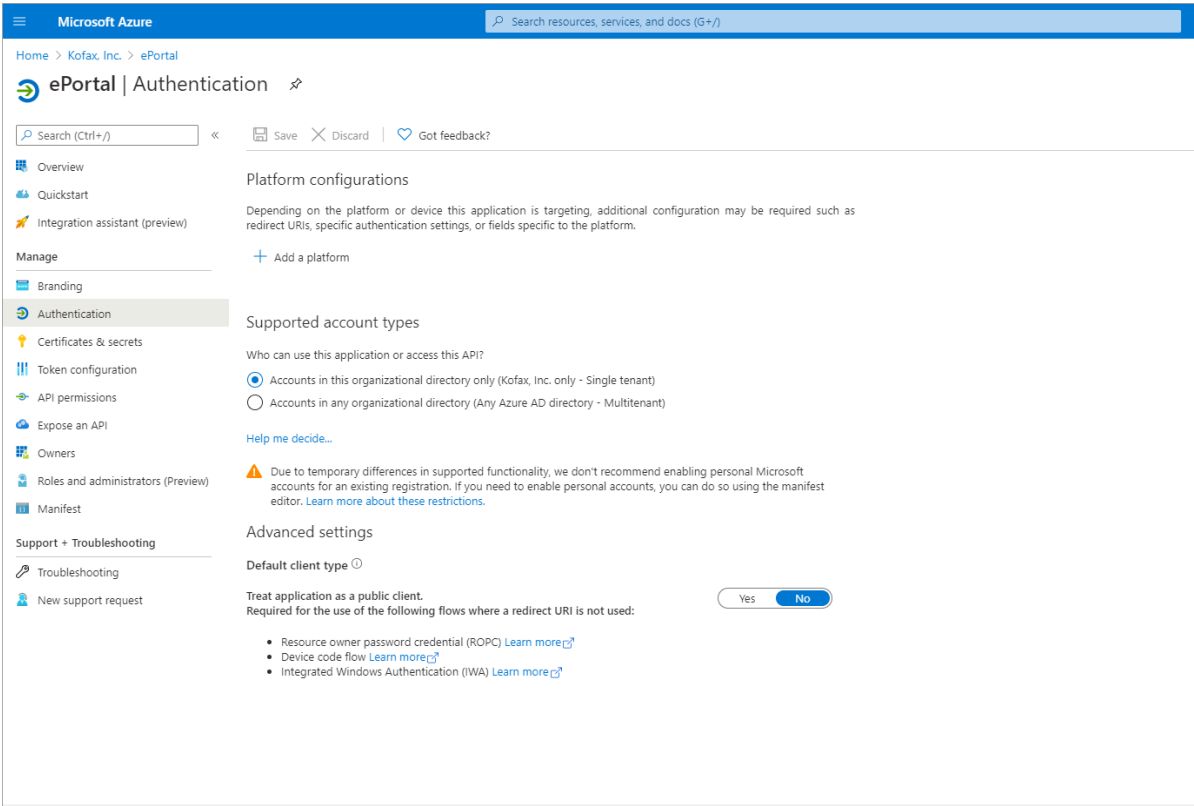 Microsoft Azure
Search resources, services, and docs (G+/)
Home > Kofax, Inc. > ePortal
ePortal | Authentication
Search (Ctrl+/)
«
Save
Discard
Got feedback?
Overview
Quickstart
Integration assistant (preview)
Manage
Branding
Authentication
Certificates & secrets
Token configuration
API permissions
Expose an API
Owners
Roles and administrators (Preview)
Manifest
Support + Troubleshooting
Troubleshooting
New support request
Platform configurations
Depending on the platform or device this application is targeting, additional configuration may be required such as
redirect URIs, specific authentication settings, or fields specific to the platform.
Add a platform
Supported account types
Who can use this application or access this API?
Accounts in this organizational directory only (Kofax, Inc. only - Single tenant)
Accounts in any organizational directory (Any Azure AD directory - Multitenant)
Help me decide...
Due to temporary differences in supported functionality, we don't recommend enabling personal Microsoft
accounts for an existing registration. If you need to enable personal accounts, you can do so using the manifest
editor. Learn more about these restrictions.
Advanced settings
Default client type
Treat application as a public client.
Required for the use of the following flows where a redirect URI is not used:
Yes No
• Resource owner password credential (ROPC) Learn more
• Device code flow Learn more
• Integrated Windows Authentication (IWA) Learn more